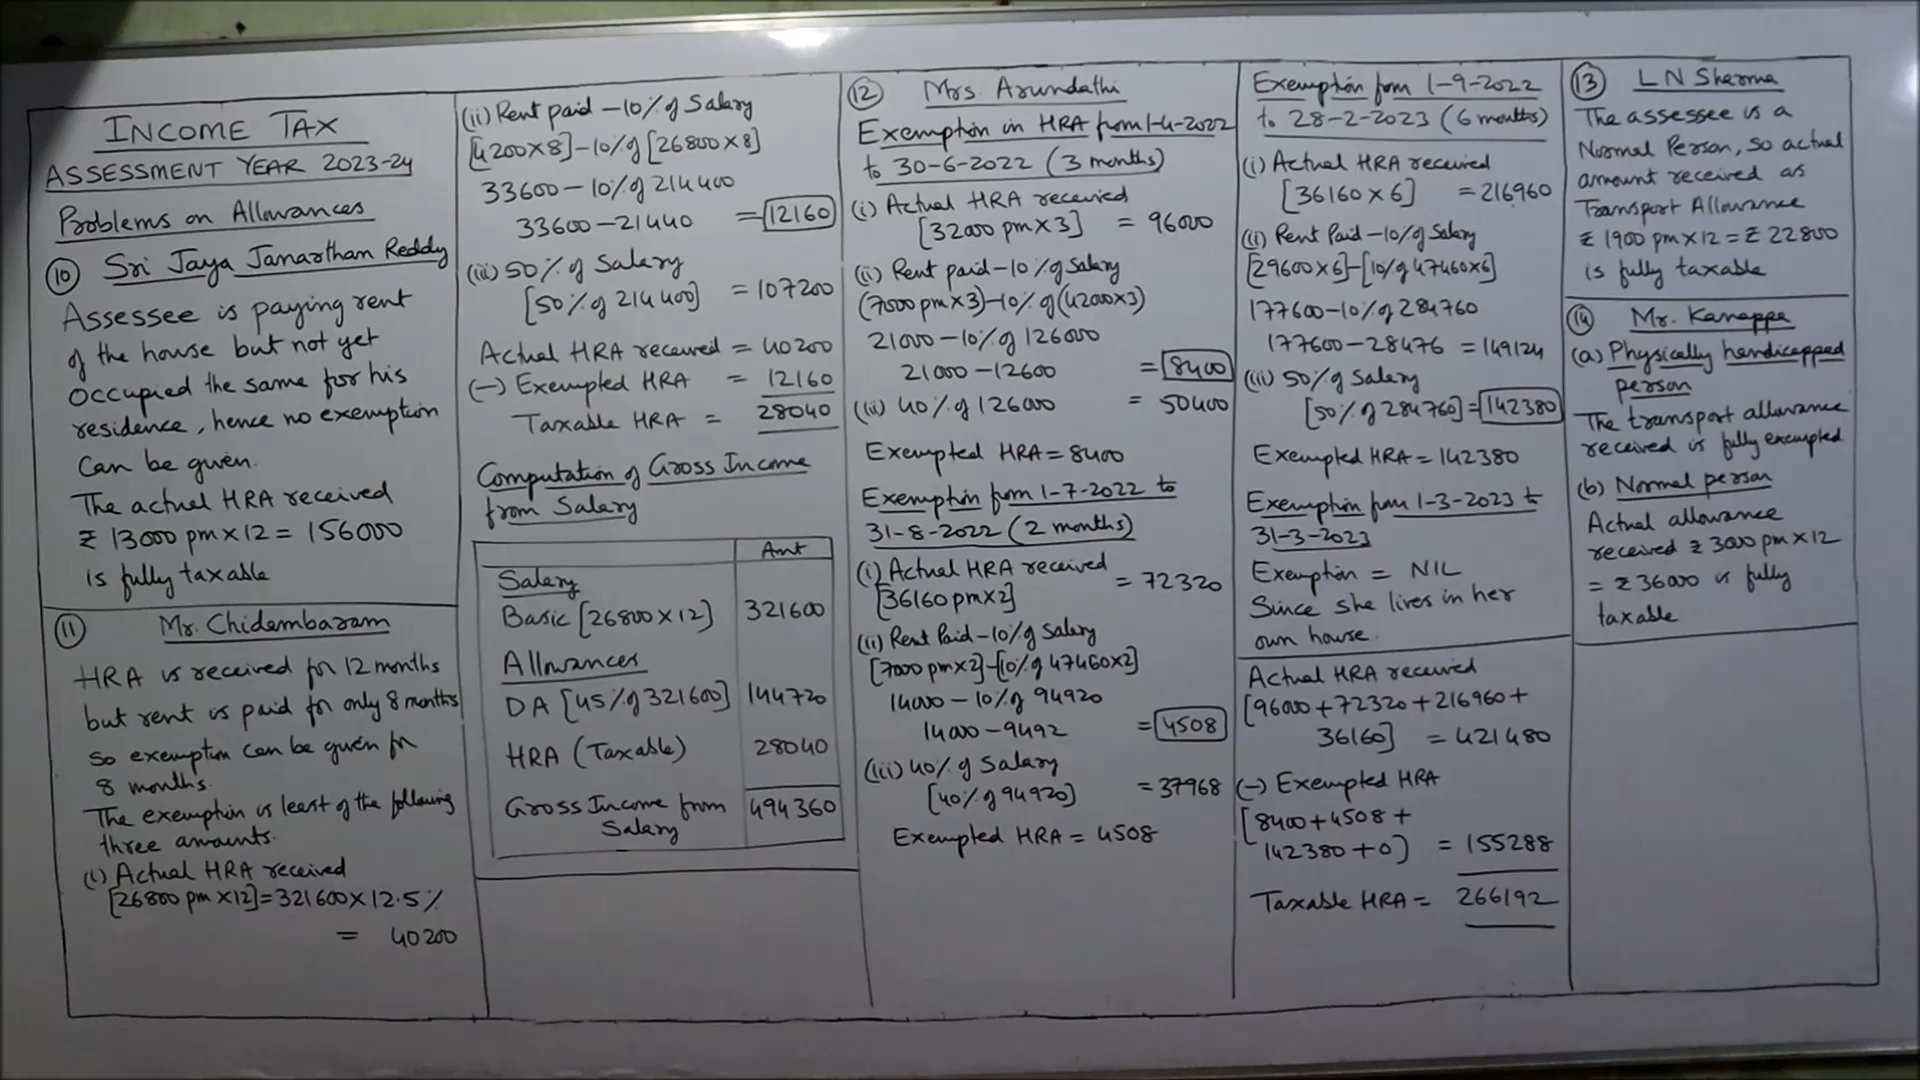 INCOME TAX
ASSESSMENT YEAR 2023-24
Problems on Allowances
10 Sri Jaya Janartham Reddy
Assessee is paying rent
of the house but not yet
occupied the same for his
residence, hence no exemption
can be given.
The actual HRA received
₹ 13000 pm x 12 = 156000
is fully taxable
11 Mr. Chidambaram
HRA is received for 12 months
but rent is paid for only 8 months
so exemption can be given for
8 months.
The exemption is least of the following
three amounts.
(i) Actual HRA received
[26800 pm x12] = 321600 x 12.5%
= 40200
(ii) Rent paid - 10% of Salary
[4200x8] - 10% of [26800 x 8]
33600 - 10% of 214400
33600 - 21440 = 12160
(iii) 50% of Salary
[50% of 214400] = 107200
Actual HRA received = 40200
(-) Exempted HRA = 12160
Taxable HRA = 28040
Computation of Gross Income
from Salary
Amt
Salary
Basic [26800 x 12] 321600
Allowances
DA [45% of 321600] 144720
HRA (Taxable) 28040
Gross Income from 494360
Salary
12 Mrs. Arundathi
Exemption in HRA from 1-4-2022
to 30-6-2022 (3 months)
(i) Actual HRA received
[32000 pm x 3] = 96000
(ii) Rent paid - 10% of Salary
(7000 pm x 3) - 10% of (42000x3)
21000 - 10% of 126000
21000 - 12600 = 8400
(iii) 40% of 126000 = 50400
Exempted HRA = 8400
Exemption from 1-7-2022 to
31-8-2022 (2 months)
(i) Actual HRA received
[36160 pm x 2] = 72320
(ii) Rent Paid - 10% of Salary
[7000 pm x 2] - [10% of 47460x2]
14000 - 10% of 94920
14000 - 9492 = 4508
(iii) 40% of Salary
[40% of 94920] = 37968
Exempted HRA = 4508
Exemption from 1-9-2022
to 28-2-2023 (6 months)
(i) Actual HRA received
[36160 x 6] = 216960
(ii) Rent Paid - 10% of Salary
[29600x6] - [10% of 47460x6]
177600 - 10% of 284760
177600 - 28476 = 149124
(iii) 50% of Salary
[50% of 284760] = 142380
Exempted HRA = 142380
Exemption from 1-3-2023 to
31-3-2023
Exemption = NIL
Since she lives in her
own house.
Actual HRA received
[96000 + 72320 + 216960 +
36160] = 421480
(-) Exempted HRA
[8400 + 4508 +
142380 + 0] = 155288
Taxable HRA = 266192
13 L N Sharma
The assessee is a
Normal Person, so actual
amount received as
Transport Allowance
₹ 1900 pm x 12 = ₹ 22800
is fully taxable
14 Mr. Kanappa
(a) Physically handicapped
person
The transport allowance
received is fully exempted
(b) Normal person
Actual allowance
received ₹ 3000 pm x 12
= ₹ 36000 is fully
taxable